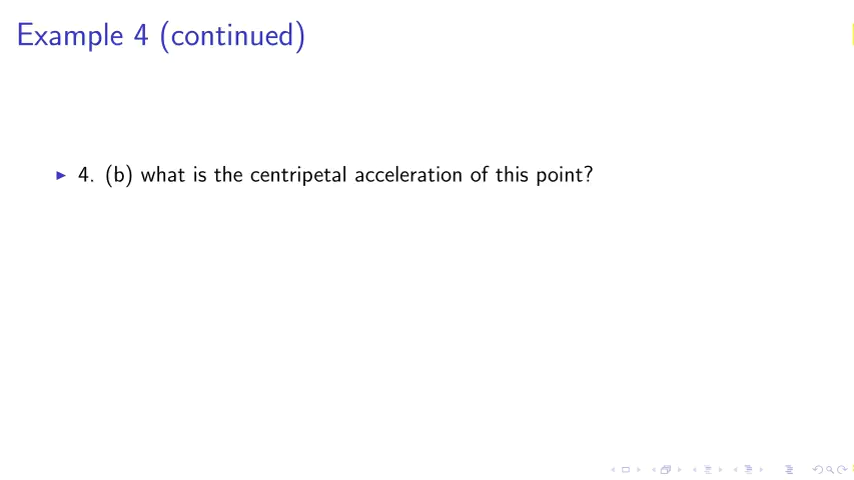 Example 4 (continued)
4. (b) what is the centripetal acceleration of this point?